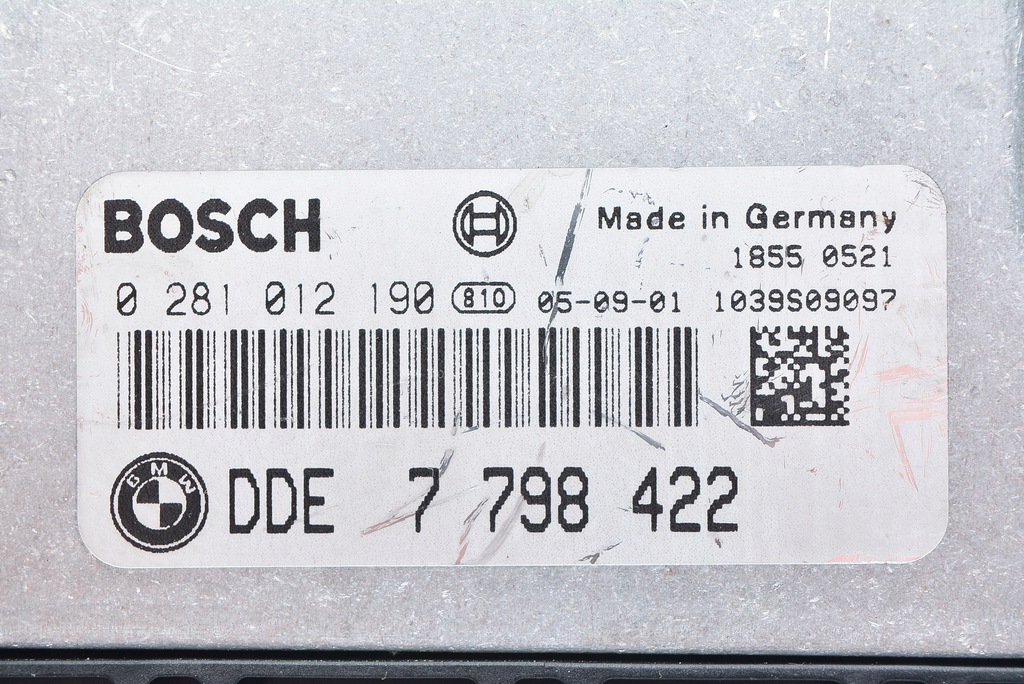 BOSCH
Made in Germany
1855 0521
0 281 012 190 810 05-09-01 1039S09097
BMW
DDE 7 798 422